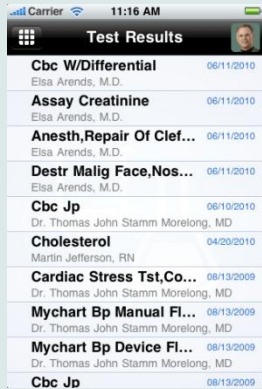 Carrier 11:16 AM
Test Results
Cbc W/Differential 06/11/2010
Elsa Arends, M.D.
Assay Creatinine 06/11/2010
Elsa Arends, M.D.
Anesth,Repair Of Clef... 06/11/2010
Elsa Arends, M.D.
Destr Malig Face,Nos... 06/11/2010
Elsa Arends, M.D.
Cbc Jp 06/10/2010
Dr. Thomas John Stamm Morelong, MD
Cholesterol 04/20/2010
Martin Jefferson, RN
Cardiac Stress Tst,Co... 08/13/2009
Dr. Thomas John Stamm Morelong, MD
Mychart Bp Manual Fl... 08/13/2009
Dr. Thomas John Stamm Morelong, MD
Mychart Bp Device Fl... 08/13/2009
Dr. Thomas John Stamm Morelong, MD
Cbc Jp 08/13/2009